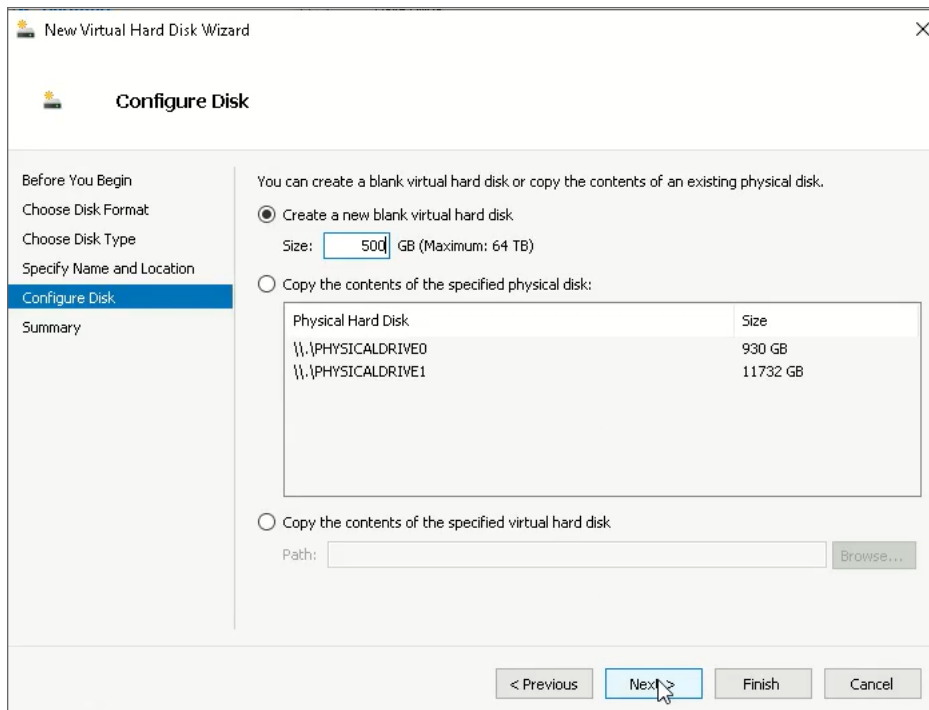 New Virtual Hard Disk Wizard
Configure Disk
Before You Begin
Choose Disk Format
Choose Disk Type
Specify Name and Location
Configure Disk
Summary
You can create a blank virtual hard disk or copy the contents of an existing physical disk.
Create a new blank virtual hard disk
Size: 500 GB (Maximum: 64 TB)
Copy the contents of the specified physical disk:
Physical Hard Disk Size
\\.\PHYSICALDRIVE0 930 GB
\\.\PHYSICALDRIVE1 11732 GB
Copy the contents of the specified virtual hard disk
Path: Browse...
< Previous Next > Finish Cancel